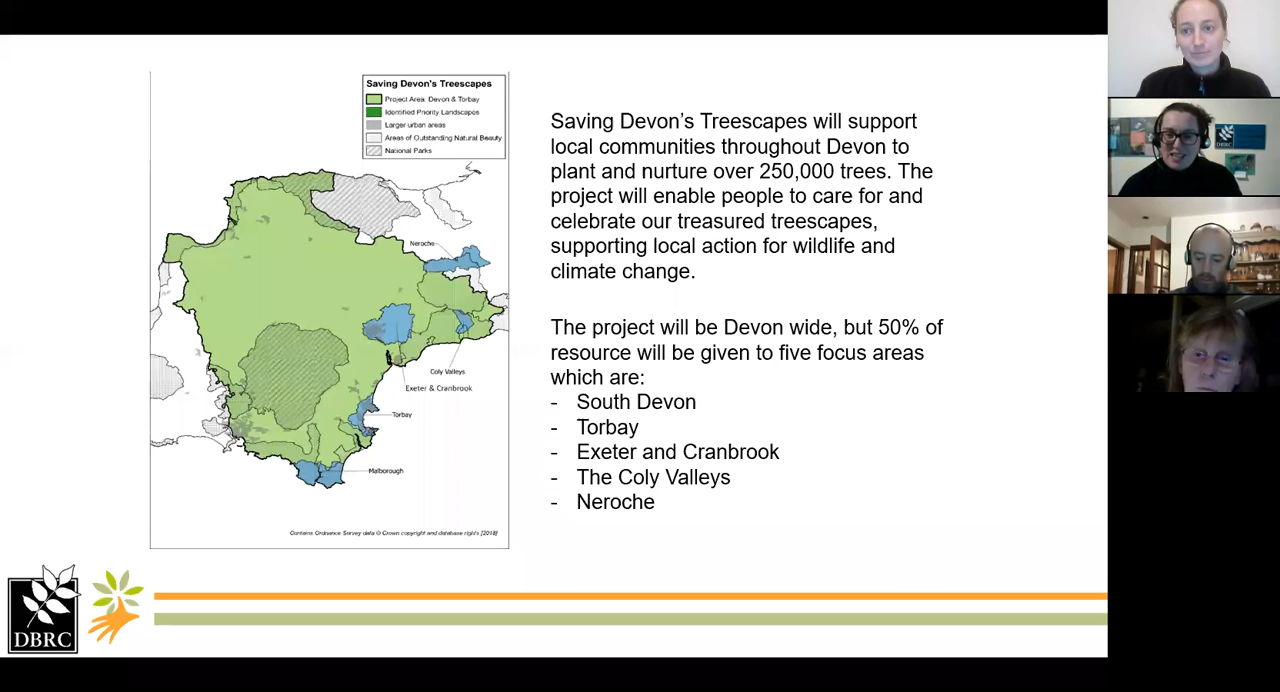 Saving Devon's Treescapes
Project Area: Devon & Torbay
Identified Priority Landscapes
Larger urban areas
Areas of Outstanding Natural Beauty
National Parks
Neroche
Coly Valleys
Exeter & Cranbrook
Torbay
Malborough
Contains Ordnance Survey data © Crown copyright and database rights [2018]
Saving Devon's Treescapes will support
local communities throughout Devon to
plant and nurture over 250,000 trees. The
project will enable people to care for and
celebrate our treasured treescapes,
supporting local action for wildlife and
climate change.
The project will be Devon wide, but 50% of
resource will be given to five focus areas
which are:
- South Devon
- Torbay
- Exeter and Cranbrook
- The Coly Valleys
- Neroche
DBRC
DBRC